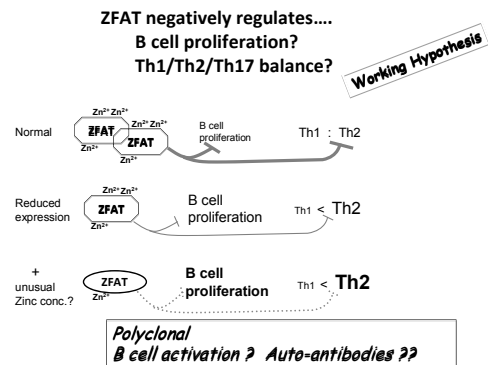 ZFAT negatively regulates….
B cell proliferation?
Th1/Th2/Th17 balance?
Working Hypothesis
Zn²⁺ Zn²⁺
Zn²⁺ Zn²⁺
Normal
ZFAT
ZFAT
B cell
proliferation
Th1 : Th2
Zn²⁺
Zn²⁺
Zn²⁺ Zn²⁺
Reduced
expression
ZFAT
B cell
proliferation
Th1 < Th2
Zn²⁺
+
unusual
Zinc conc.?
ZFAT
B cell
proliferation
Th1 < Th2
Zn²⁺
Polyclonal
B cell activation ? Auto-antibodies ??